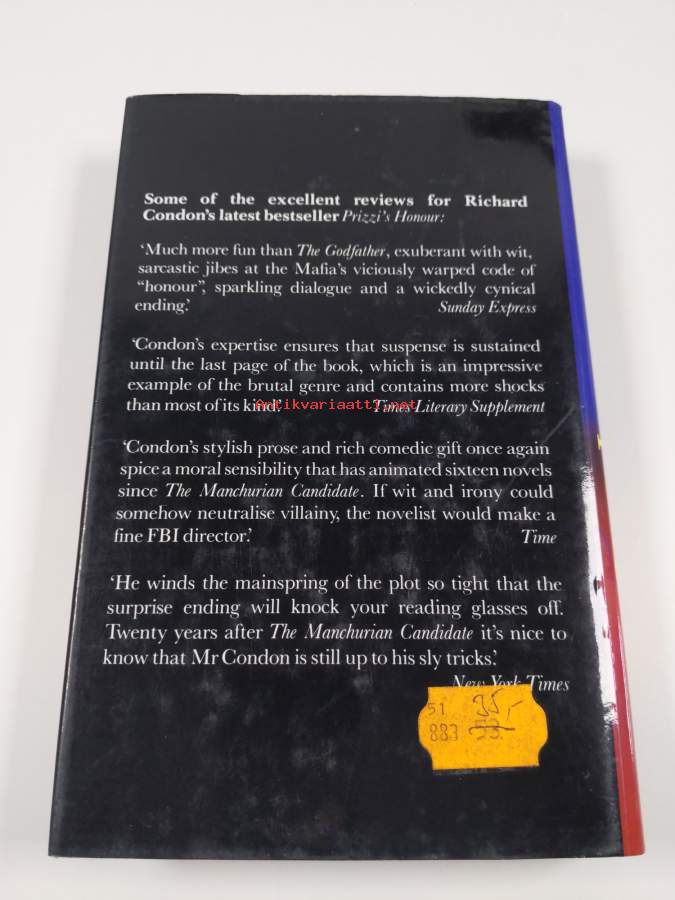 Some of the excellent reviews for Richard
Condon's latest bestseller Prizzi's Honour:
‘Much more fun than The Godfather, exuberant with wit,
sarcastic jibes at the Mafia's viciously warped code of
“honour”, sparkling dialogue and a wickedly cynical
ending.’ Sunday Express
‘Condon's expertise ensures that suspense is sustained
until the last page of the book, which is an impressive
example of the brutal genre and contains more shocks
than most of its kind.’ Times Literary Supplement
Antikvariaatti.net
‘Condon's stylish prose and rich comedic gift once again
spice a moral sensibility that has animated sixteen novels
since The Manchurian Candidate. If wit and irony could
somehow neutralise villainy, the novelist would make a
fine FBI director.’ Time
‘He winds the mainspring of the plot so tight that the
surprise ending will knock your reading glasses off.
Twenty years after The Manchurian Candidate it's nice to
know that Mr Condon is still up to his sly tricks.’
New York Times
51 35,-
883 53.